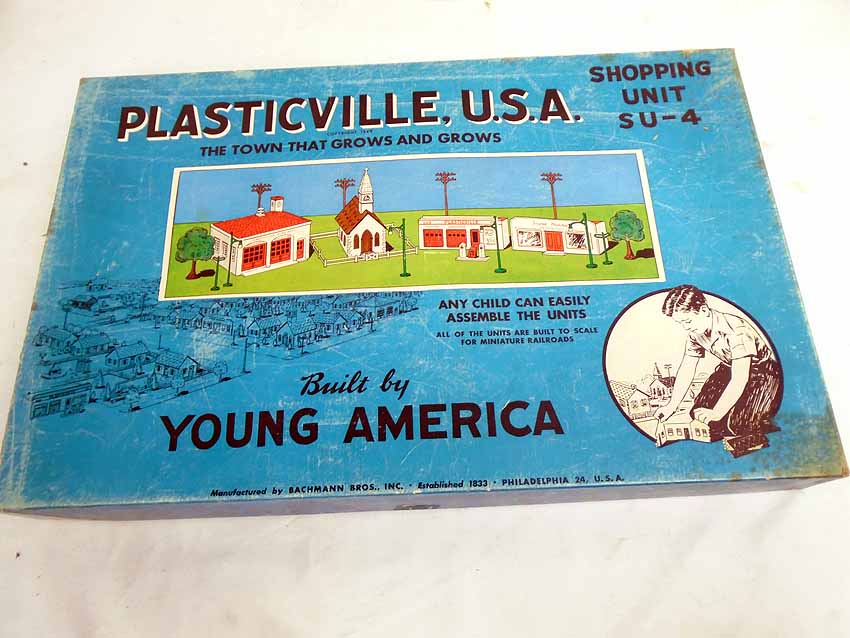 SHOPPING
UNIT
SU-4
PLASTICVILLE, U.S.A.
COPYRIGHT
THE TOWN THAT GROWS AND GROWS
PLASTICVILLE
ANY CHILD CAN EASILY
ASSEMBLE THE UNITS
ALL OF THE UNITS ARE BUILT TO SCALE
FOR MINIATURE RAILROADS
Built by
YOUNG AMERICA
Manufactured by BACHMANN BROS., INC. · Established 1833 · PHILADELPHIA 24, U.S.A.